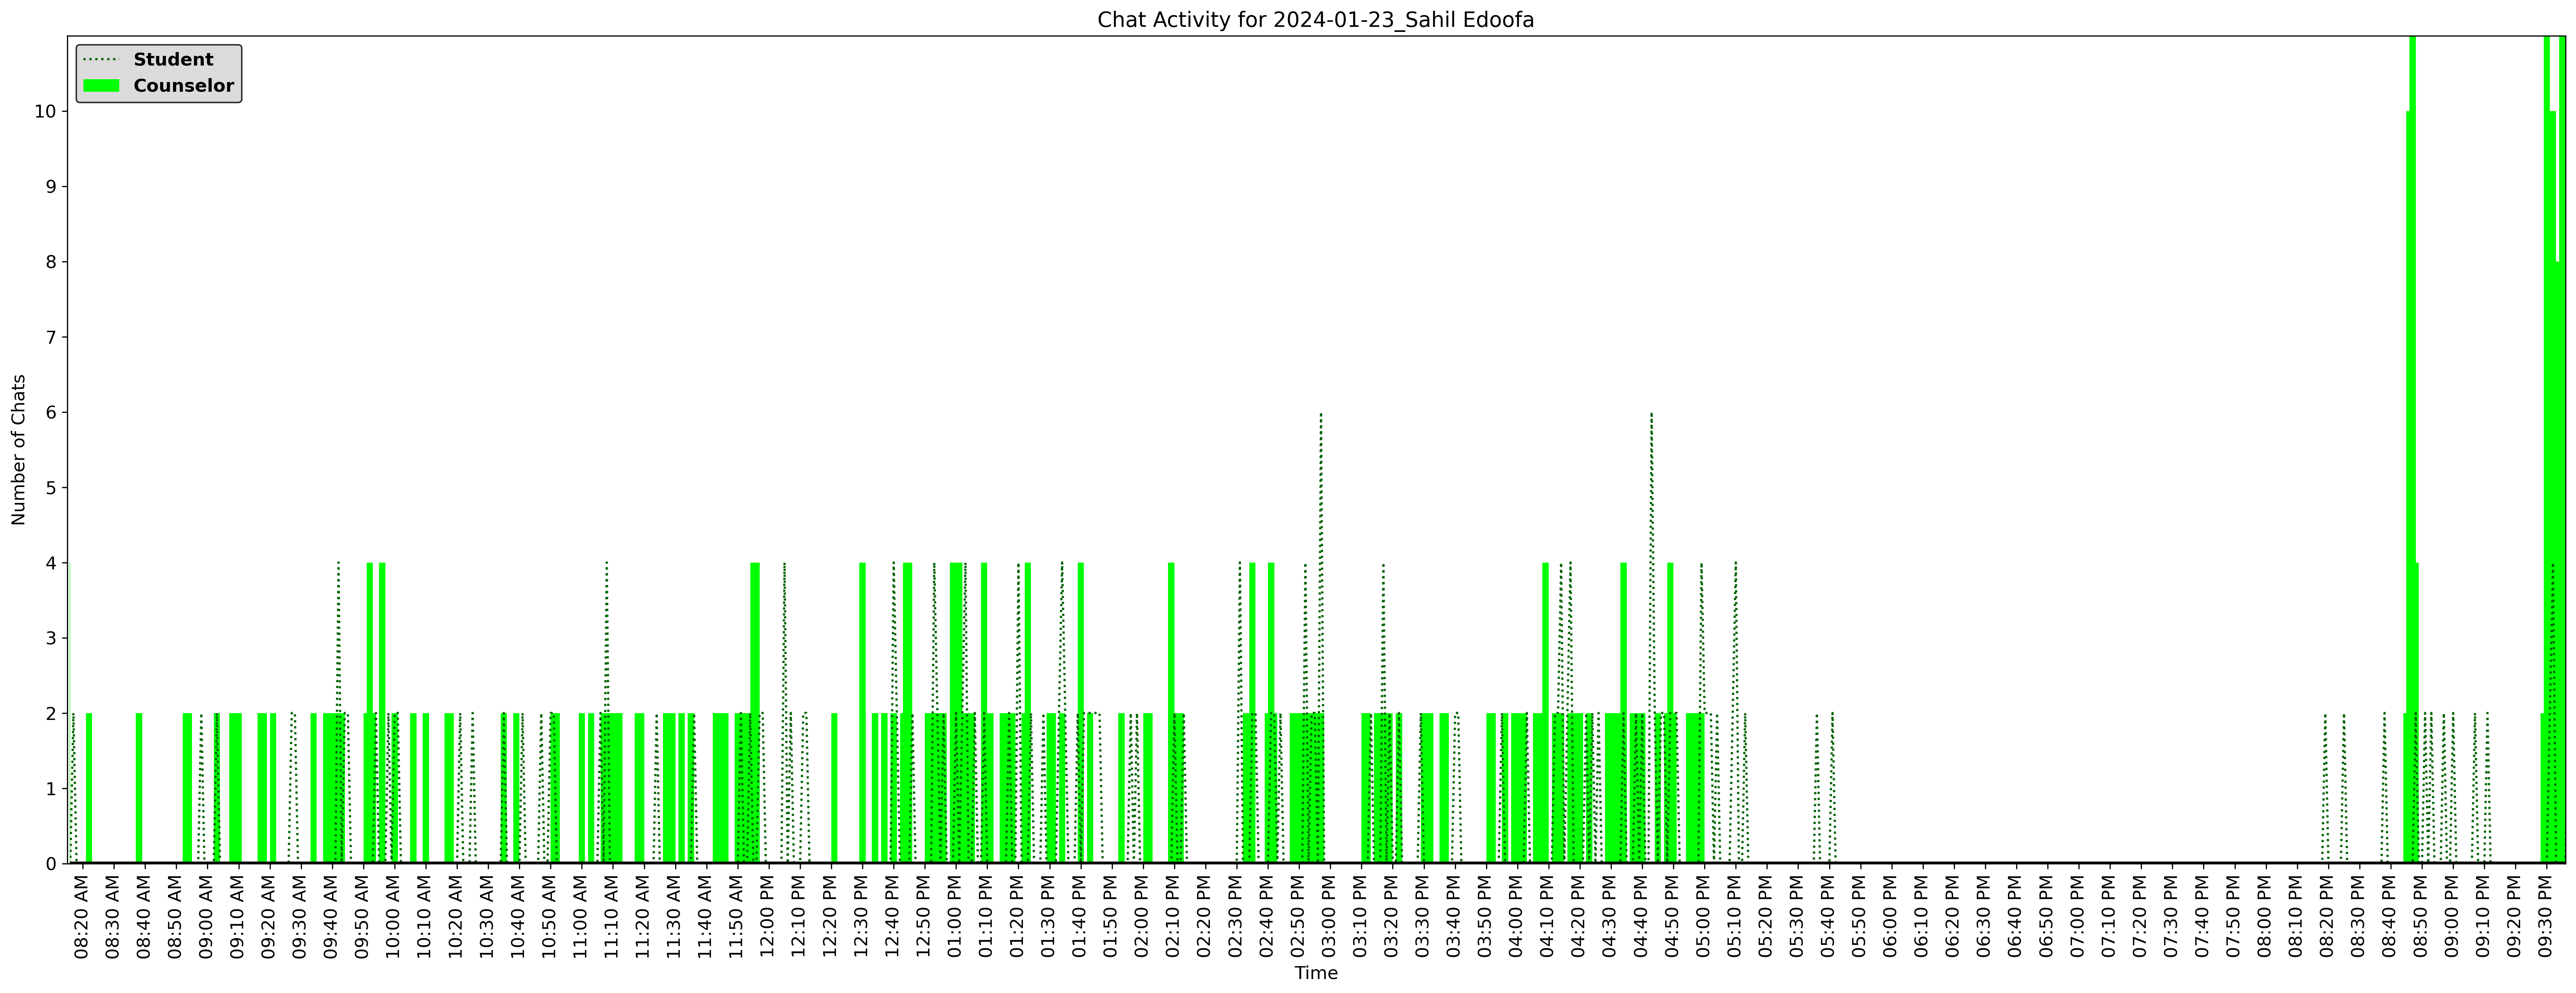 Chat Activity for 2024-01-23_Sahil Edoofa
Student
Counselor
Number of Chats
10
9
8
7
6
5
4
3
2
1
0
08:20 AM
08:30 AM
08:40 AM
08:50 AM
09:00 AM
09:10 AM
09:20 AM
09:30 AM
09:40 AM
09:50 AM
10:00 AM
10:10 AM
10:20 AM
10:30 AM
10:40 AM
10:50 AM
11:00 AM
11:10 AM
11:20 AM
11:30 AM
11:40 AM
11:50 AM
12:00 PM
12:10 PM
12:20 PM
12:30 PM
12:40 PM
12:50 PM
01:00 PM
01:10 PM
01:20 PM
01:30 PM
01:40 PM
01:50 PM
02:00 PM
02:10 PM
02:20 PM
02:30 PM
02:40 PM
02:50 PM
03:00 PM
03:10 PM
03:20 PM
03:30 PM
03:40 PM
03:50 PM
04:00 PM
04:10 PM
04:20 PM
04:30 PM
04:40 PM
04:50 PM
05:00 PM
05:10 PM
05:20 PM
05:30 PM
05:40 PM
05:50 PM
06:00 PM
06:10 PM
06:20 PM
06:30 PM
06:40 PM
06:50 PM
07:00 PM
07:10 PM
07:20 PM
07:30 PM
07:40 PM
07:50 PM
08:00 PM
08:10 PM
08:20 PM
08:30 PM
08:40 PM
08:50 PM
09:00 PM
09:10 PM
09:20 PM
09:30 PM
Time